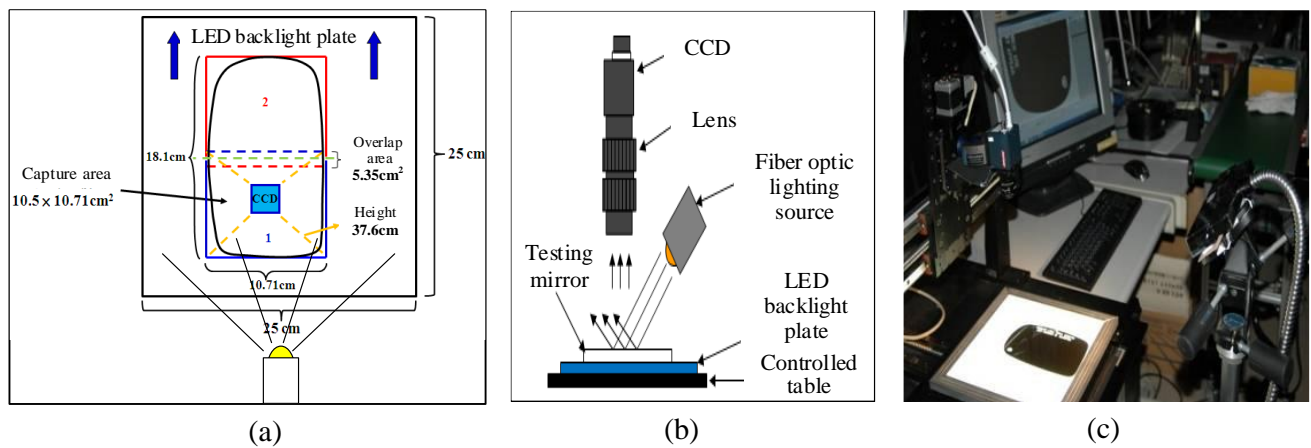 LED backlight plate
2
18.1cm
Overlap
area
5.35cm²
25 cm
Capture area
10.5 x 10.71cm²
CCD
Height
37.6cm
1
10.71cm
25 cm
(a)
CCD
Lens
Fiber optic
lighting
source
Testing
mirror
LED
backlight
plate
Controlled
table
(b)
(c)